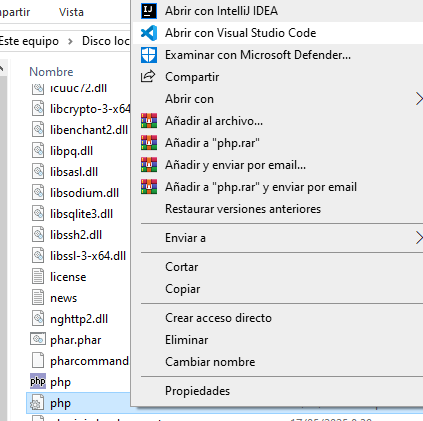 mpartir
Vista
Este equipo
Disco loc
Nombre
icuuc72.dll
libcrypto-3-x64
libenchant2.dll
libpq.dll
libsasl.dll
libsodium.dll
libsqlite3.dll
libssh2.dll
libssl-3-x64.dll
license
news
nghttp2.dll
phar.phar
pharcommand
php
php
Abrir con IntelliJ IDEA
Abrir con Visual Studio Code
Examinar con Microsoft Defender...
Compartir
Abrir con
Añadir al archivo...
Añadir a "php.rar"
Añadir y enviar por email...
Añadir a "php.rar" y enviar por email
Restaurar versiones anteriores
Enviar a
Cortar
Copiar
Crear acceso directo
Eliminar
Cambiar nombre
Propiedades